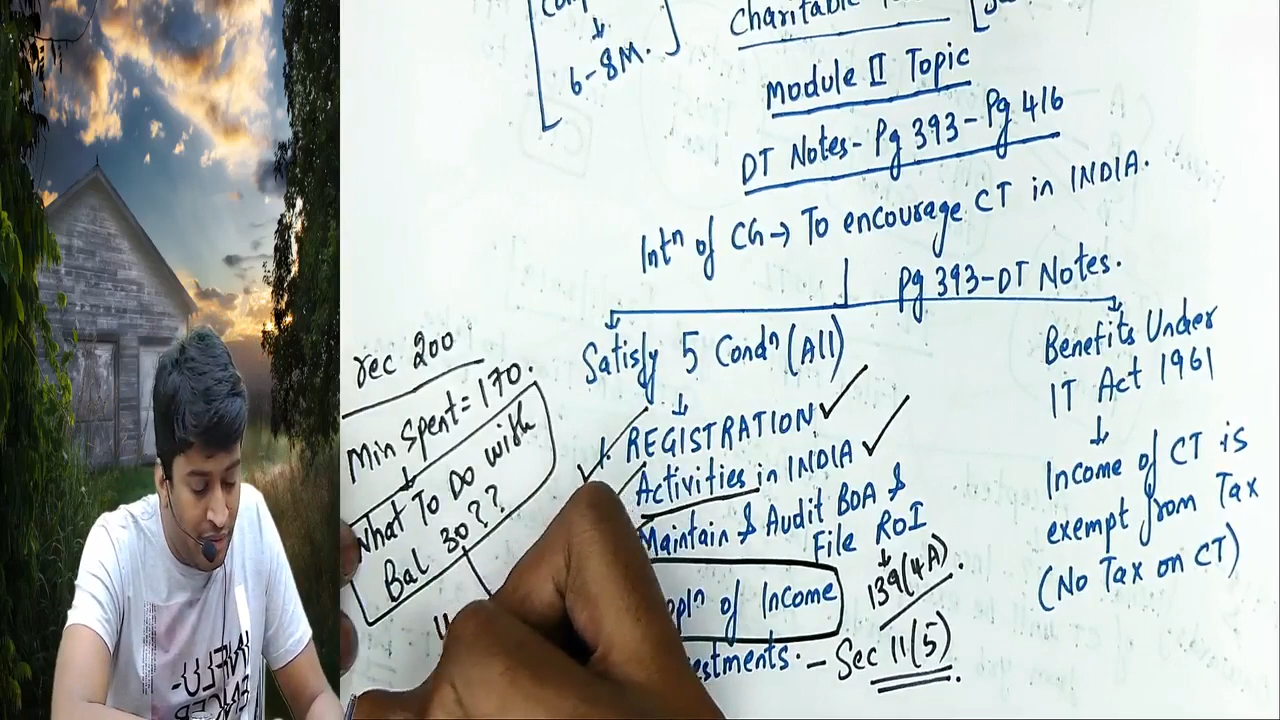 6-8M.
Charitable
Module II Topic
DT Notes- Pg 393 - Pg 416
Intⁿ of CG → To encourage CT in INDIA.
Pg 393-DT Notes.
Satisfy 5 Condⁿ (All)
1. REGISTRATION
Activities in INDIA
Maintain & Audit BOA &
File ROI
139(4A).
of Income
- Sec 11(5).
Benefits Under
IT Act 1961
Income of CT is
exempt from Tax
(No Tax on CT)
rec 200
Min Spent = 170.
What To Do with
Bal 30??